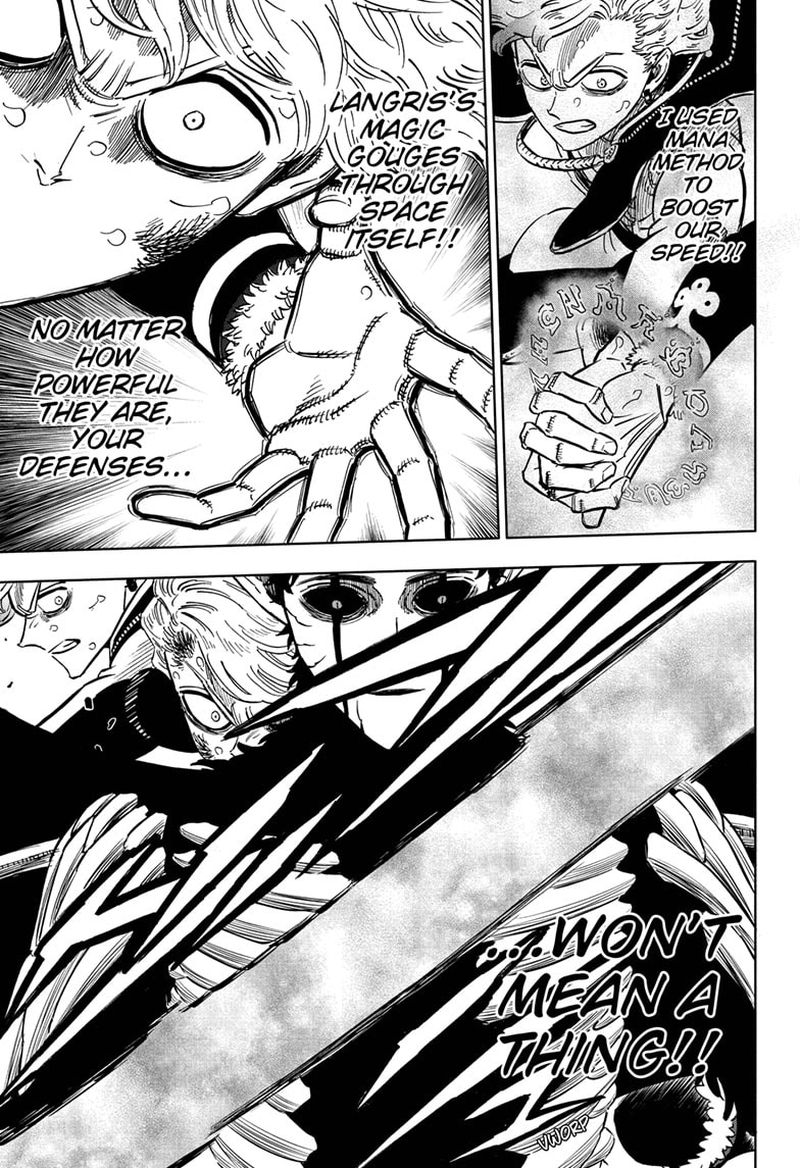 I USED
MANA
METHOD
TO
BOOST
OUR
SPEED!!
LANGRIS'S
MAGIC
GOUGES
THROUGH
SPACE
ITSELF!!
NO MATTER
HOW
POWERFUL
THEY ARE,
YOUR
DEFENSES...
...WON'T
MEAN A
THING!!
VWORP